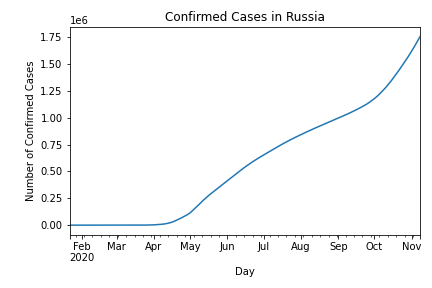 Confirmed Cases in Russia
1e6
Number of Confirmed Cases
1.75
1.50
1.25
1.00
0.75
0.50
0.25
0.00
Feb Mar Apr May Jun Jul Aug Sep Oct Nov
2020
Day